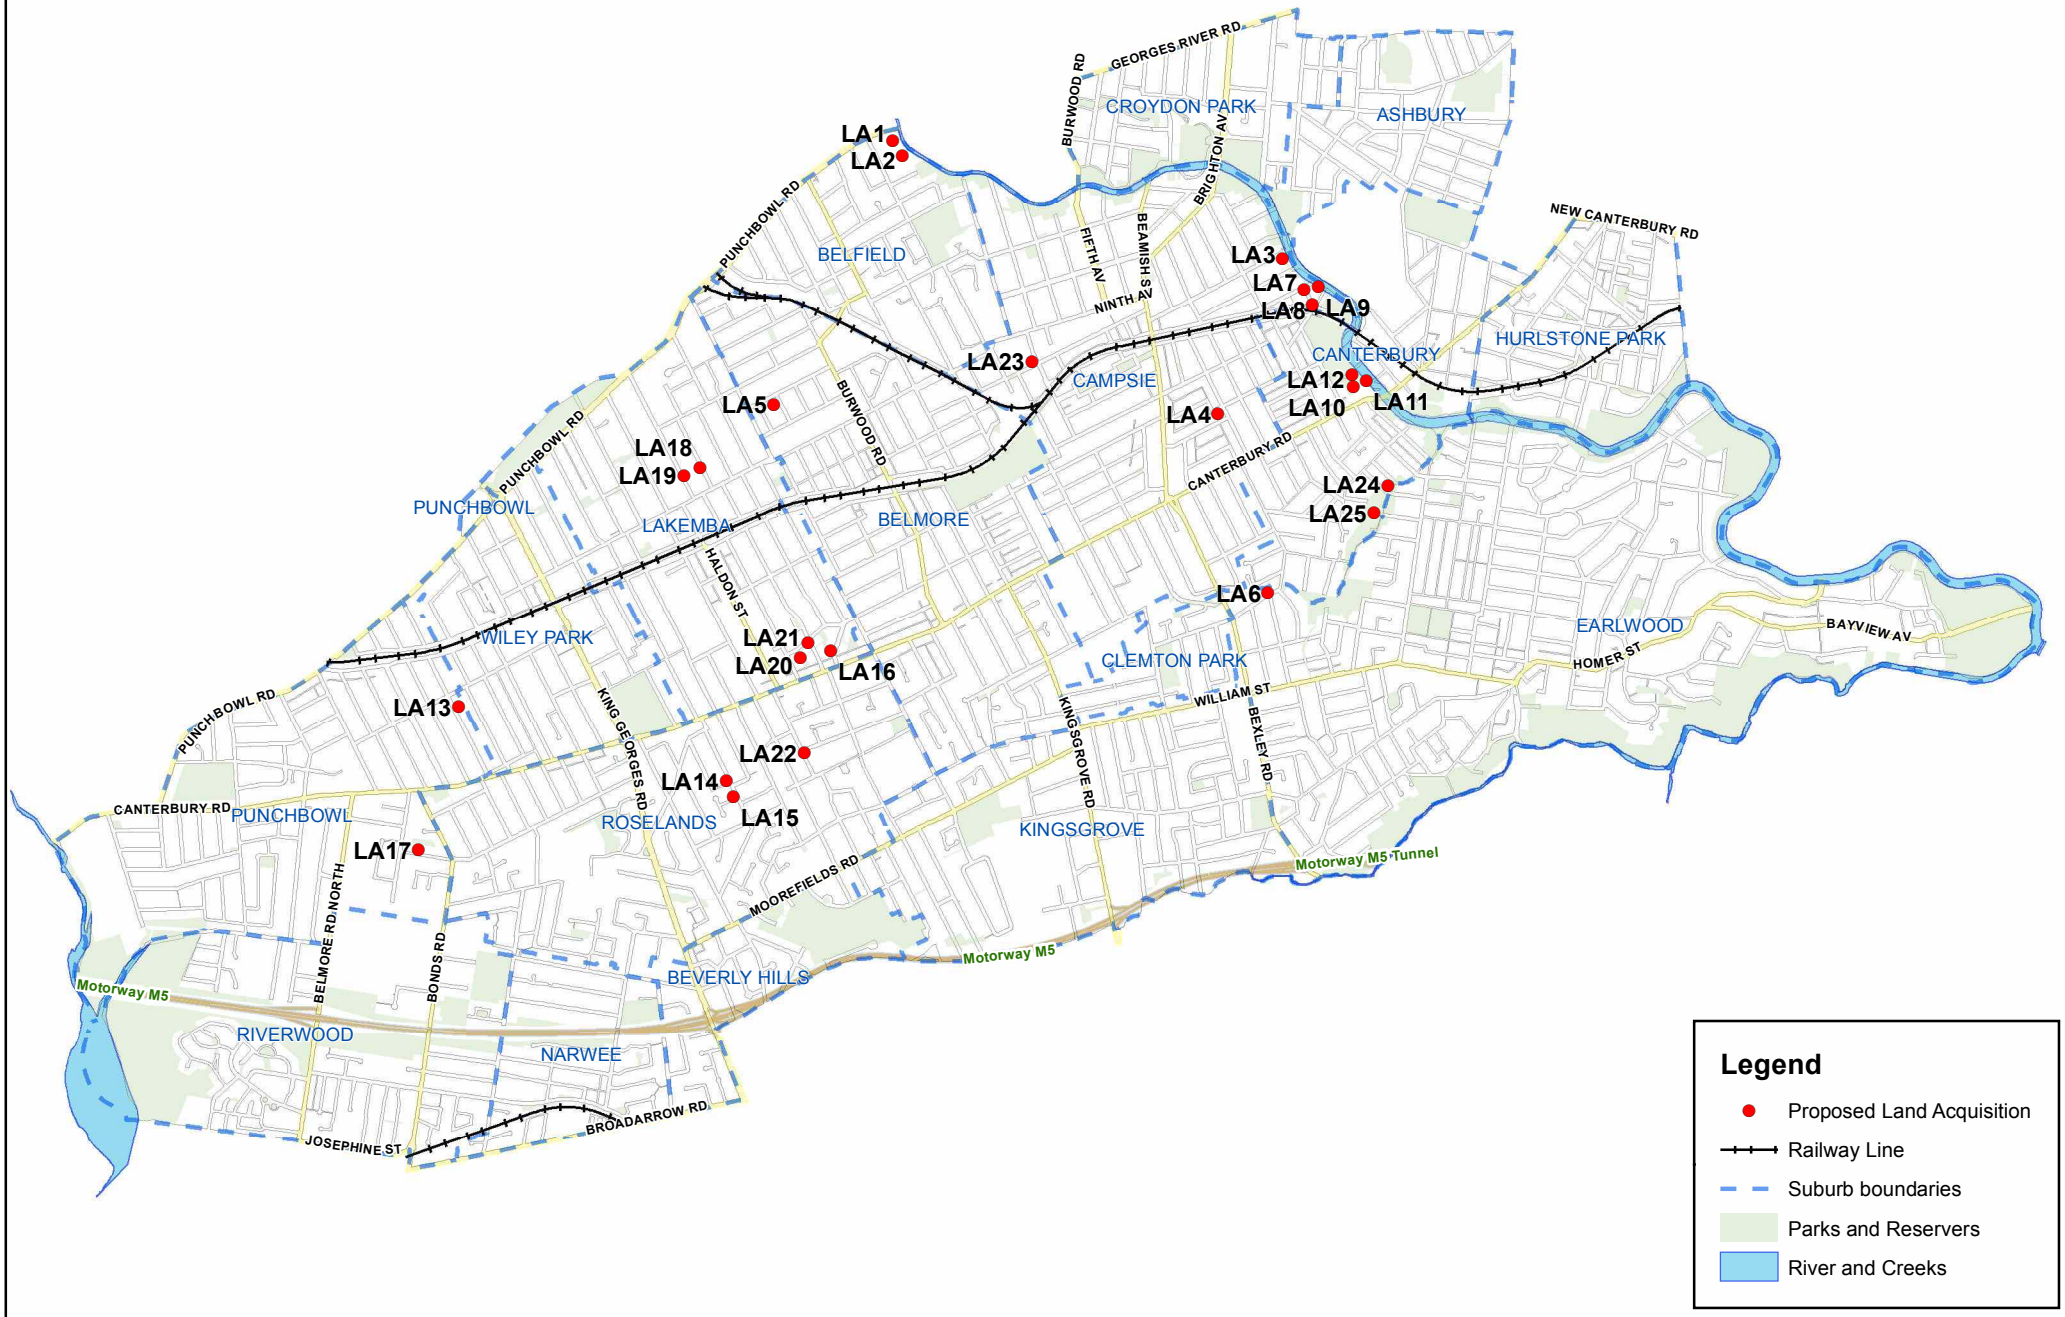 GEORGES RIVER RD
BURWOOD RD
CROYDON PARK
ASHBURY
BRIGHTON AV
LA1
LA2
PUNCHBOWL RD
NEW CANTERBURY RD
BELFIELD
FIFTH AV
BEAMISH ST
LA3
LA7
LA8
LA9
NINTH AV
HURLSTONE PARK
CANTERBURY
LA23
CAMPSIE
LA12
LA10
LA11
LA5
BURWOOD RD
LA4
PUNCHBOWL RD
LA18
LA19
CANTERBURY RD
LA24
LA25
PUNCHBOWL
LAKEMBA
BELMORE
HALDON ST
LA6
WILEY PARK
LA21
LA20
LA16
CLEMTON PARK
EARLWOOD
BAYVIEW AV
HOMER ST
WILLIAM ST
PUNCHBOWL RD
LA13
KING GEORGES RD
KINGSGROVE RD
BEXLEY RD
LA22
LA14
LA15
CANTERBURY RD
PUNCHBOWL
ROSELANDS
KINGSGROVE
LA17
Motorway M5 Tunnel
MOOREFIELDS RD
BELMORE RD NORTH
BONDS RD
Motorway M5
BEVERLY HILLS
Motorway M5
RIVERWOOD
NARWEE
JOSEPHINE ST
BROADARROW RD
Legend
Proposed Land Acquisition
Railway Line
Suburb boundaries
Parks and Reservers
River and Creeks